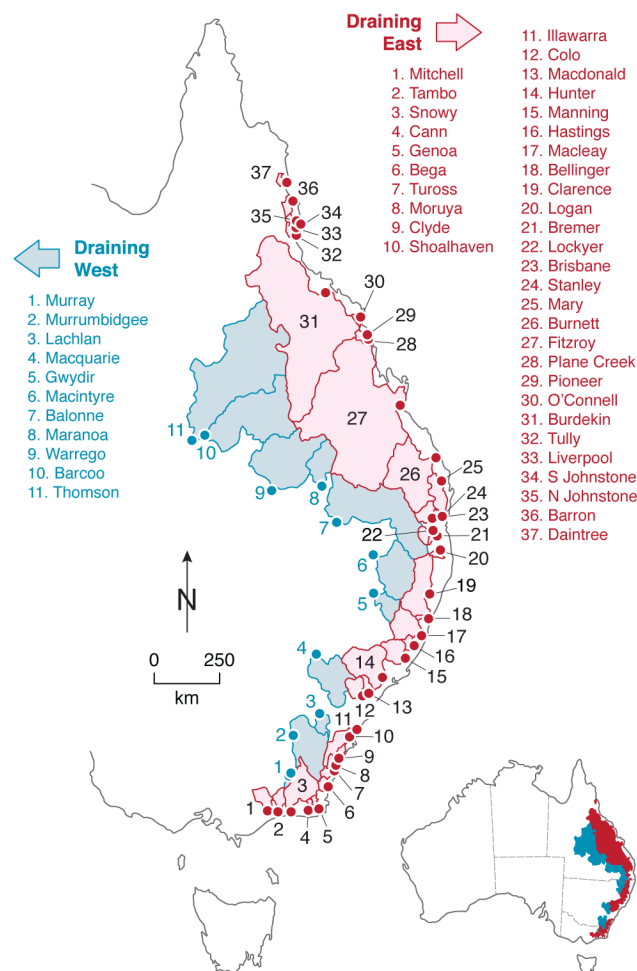 Draining
East
1. Mitchell
2. Tambo
3. Snowy
4. Cann
5. Genoa
6. Bega
7. Tuross
8. Moruya
9. Clyde
10. Shoalhaven
11. Illawarra
12. Colo
13. Macdonald
14. Hunter
15. Manning
16. Hastings
17. Macleay
18. Bellinger
19. Clarence
20. Logan
21. Bremer
22. Lockyer
23. Brisbane
24. Stanley
25. Mary
26. Burnett
27. Fitzroy
28. Plane Creek
29. Pioneer
30. O'Connell
31. Burdekin
32. Tully
33. Liverpool
34. S Johnstone
35. N Johnstone
36. Barron
37. Daintree
Draining
West
1. Murray
2. Murrumbidgee
3. Lachlan
4. Macquarie
5. Gwydir
6. Macintyre
7. Balonne
8. Maranoa
9. Warrego
10. Barcoo
11. Thomson
37
36
35
34
33
32
30
31
29
28
27
11
10
26
25
9
8
24
7
23
22
21
20
6
5
19
18
17
4
16
14
15
N
0 250
km
13
12
3
11
10
2
9
8
1
3
7
6
1
2
4
5